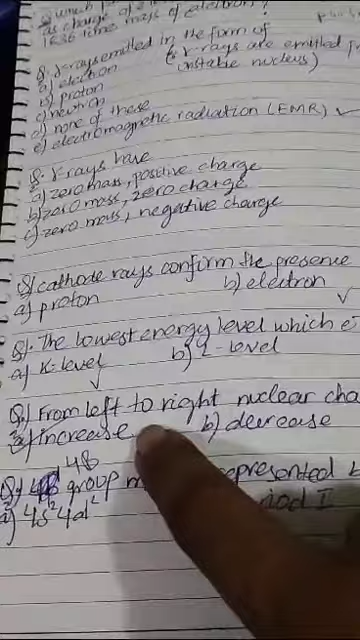 Q which
as charge of
1836 time mass of electron?
Q. γ-rays emitted in the form of
a) electron
(γ-rays are emitted
b) proton
unstable nucleus)
c) neutron
d) none of these
e) electromagnetic radiation (EMR) ✓
Q. γ-rays have
a) zero mass, positive charge
b) zero mass, zero charge
c) zero mass, negative charge
Q) cathode rays confirm the presence
a) proton b) electron ✓
Q). The lowest energy level which
a) K-level b) L-level
✓
Q) From left to right nuclear cha
a) increase b) decrease
4B
Q) group represented
a) 4s² 4d² period I